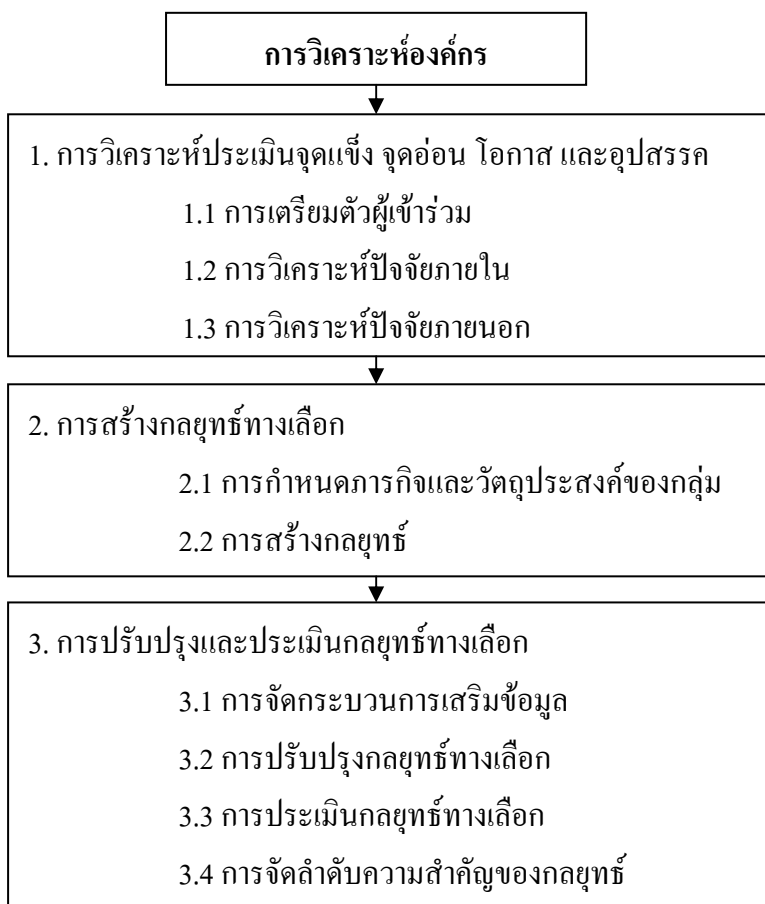 การวิเคราะห์องค์กร
1. การวิเคราะห์ประเมินจุดแข็ง จุดอ่อน โอกาส และอุปสรรค
1.1 การเตรียมตัวผู้เข้าร่วม
1.2 การวิเคราะห์ปัจจัยภายใน
1.3 การวิเคราะห์ปัจจัยภายนอก
2. การสร้างกลยุทธ์ทางเลือก
2.1 การกำหนดภารกิจและวัตถุประสงค์ของกลุ่ม
2.2 การสร้างกลยุทธ์
3. การปรับปรุงและประเมินกลยุทธ์ทางเลือก
3.1 การจัดกระบวนการเสริมข้อมูล
3.2 การปรับปรุงกลยุทธ์ทางเลือก
3.3 การประเมินกลยุทธ์ทางเลือก
3.4 การจัดลำดับความสำคัญของกลยุทธ์